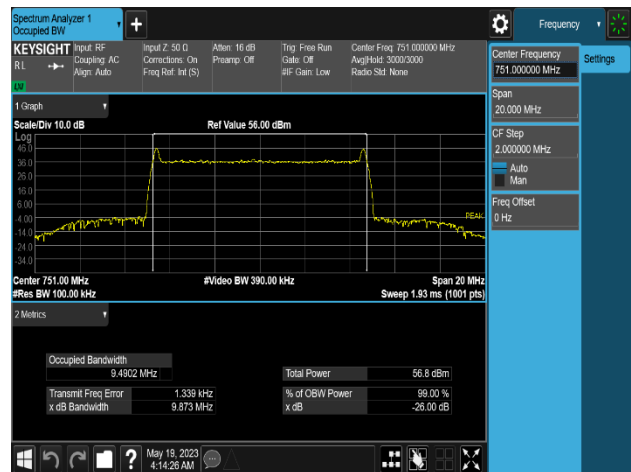 Spectrum Analyzer 1
Occupied BW
Frequency
KEYSIGHT
RL
LW
Input: RF
Coupling: AC
Align: Auto
Input Z: 50 Ω
Corrections: On
Freq Ref: Int (S)
Atten: 16 dB
Preamp: Off
Trig: Free Run
Gate: Off
#IF Gain: Low
Center Freq: 751.000000 MHz
Avg|Hold: 3000/3000
Radio Std: None
Center Frequency
751.000000 MHz
Settings
Span
20.000 MHz
CF Step
2.000000 MHz
Auto
Man
Freq Offset
0 Hz
1 Graph
Scale/Div 10.0 dB
Ref Value 56.00 dBm
Log
46.0
36.0
26.0
16.0
6.00
-4.00
-14.0
-24.0
-34.0
PEAK
Center 751.00 MHz
#Video BW 390.00 kHz
Span 20 MHz
#Res BW 100.00 kHz
Sweep 1.93 ms (1001 pts)
2 Metrics
Occupied Bandwidth
9.4902 MHz
Total Power
56.8 dBm
Transmit Freq Error
1.339 kHz
% of OBW Power
99.00 %
x dB Bandwidth
9.873 MHz
x dB
-26.00 dB
?
May 19, 2023
4:14:26 AM